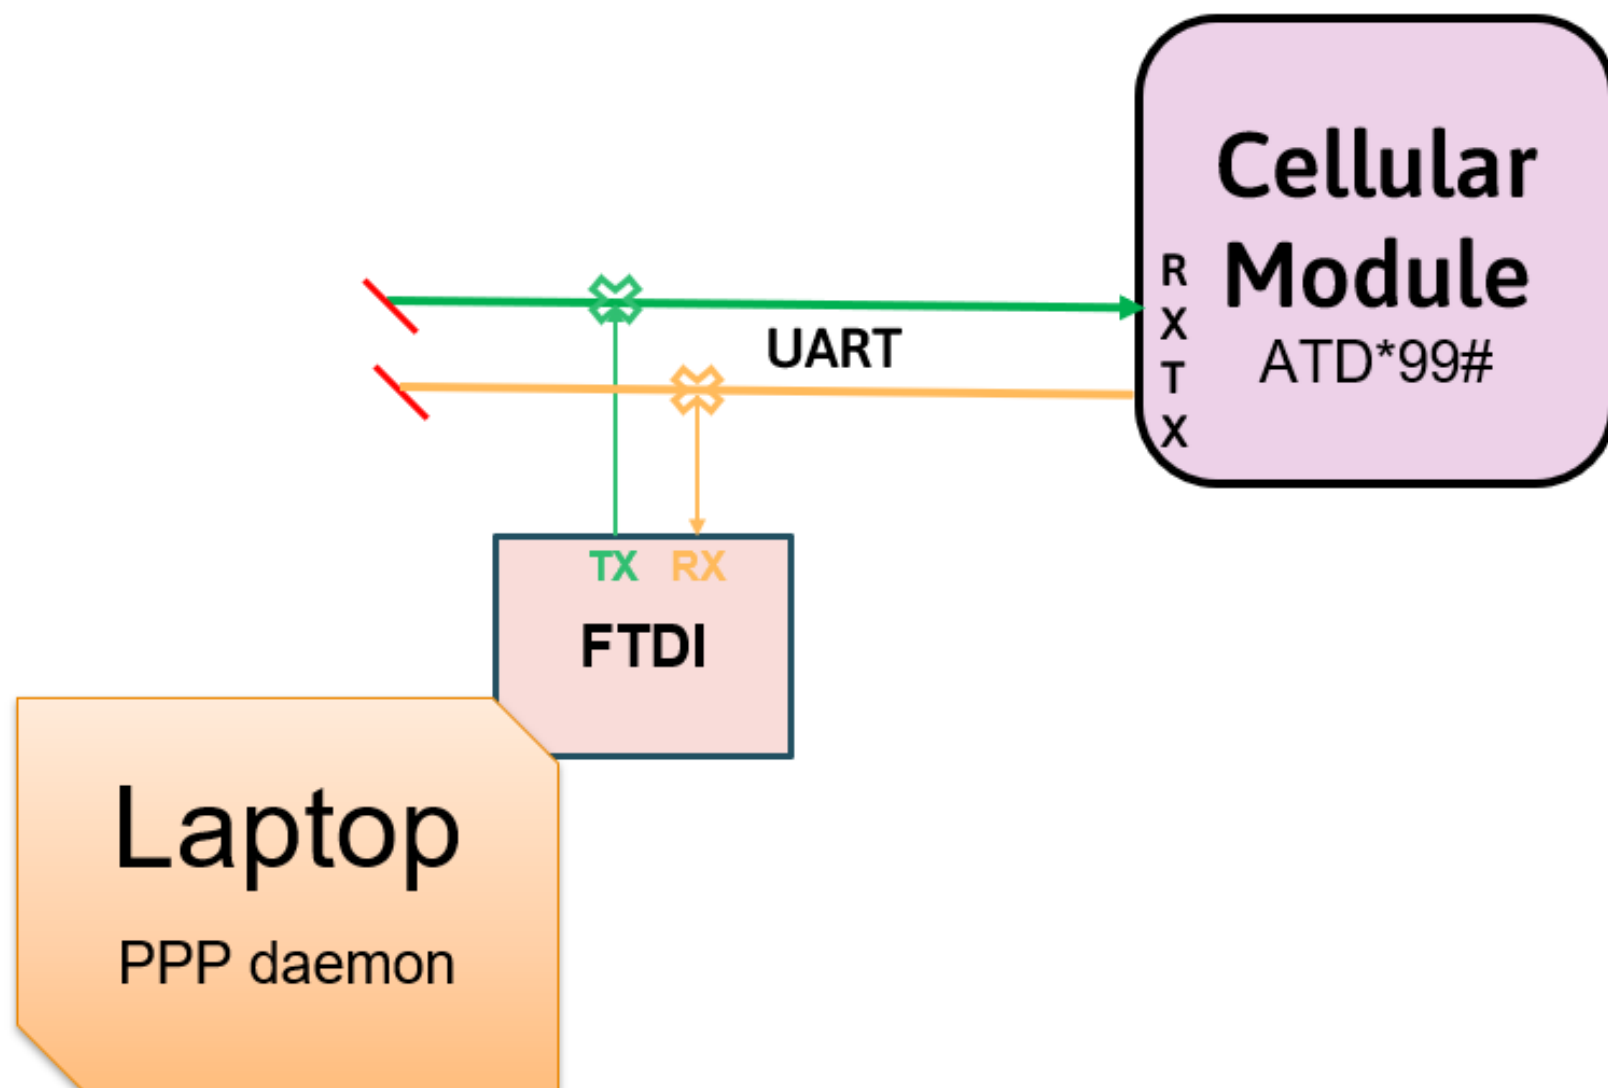 Cellular
Module
ATD*99#
R
X
T
X
UART
TX RX
FTDI
Laptop
PPP daemon